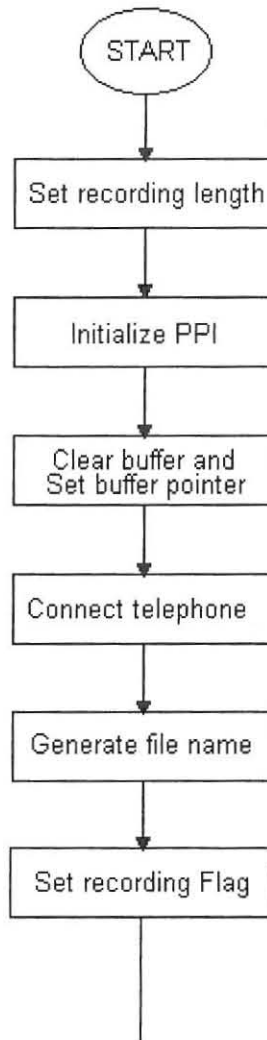 START
Set recording length
Initialize PPI
Clear buffer and
Set buffer pointer
Connect telephone
Generate file name
Set recording Flag